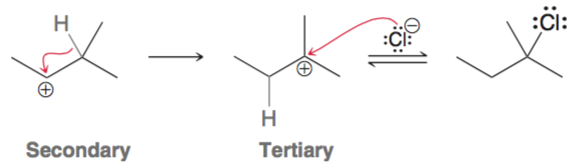 H
:C̈l:
⊕
:C̈l:⊖
⊕
H
Secondary
Tertiary